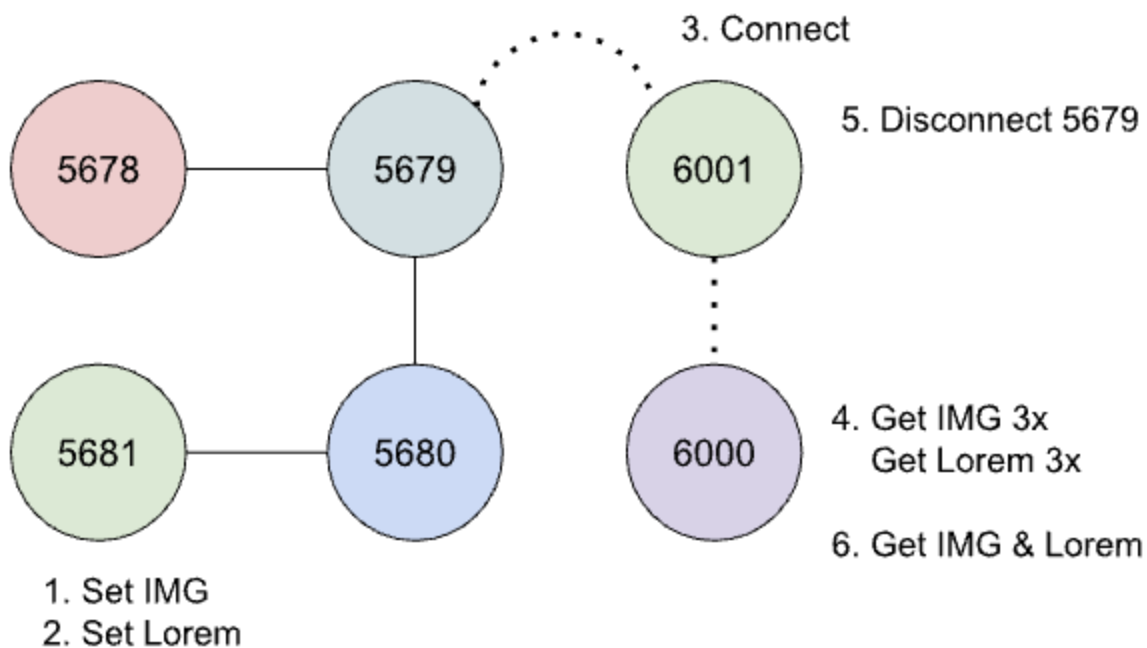 3. Connect
5678
5679
6001
5. Disconnect 5679
5681
5680
6000
4. Get IMG 3x
Get Lorem 3x
6. Get IMG & Lorem
1. Set IMG
2. Set Lorem